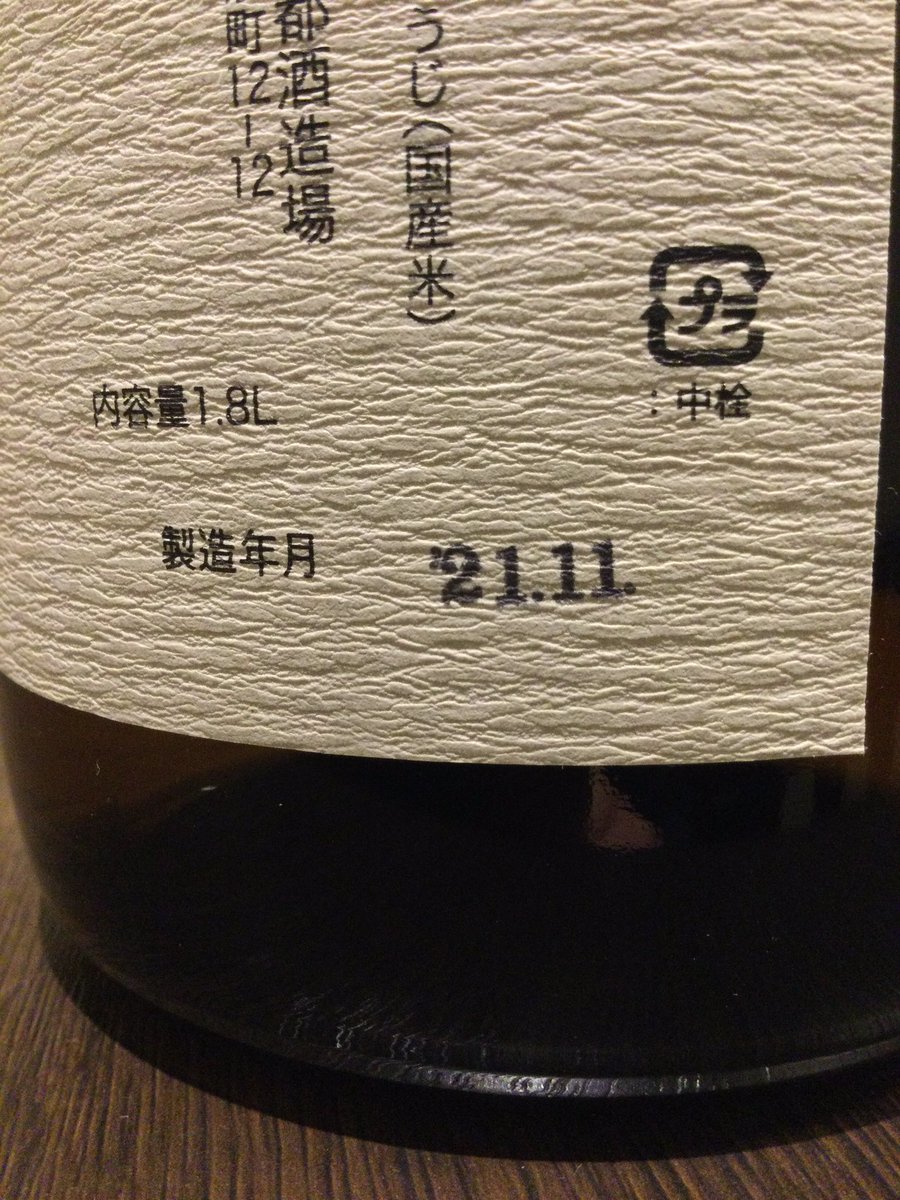 うじ(国産米)
都酒造場
町12-12
プラ
：中栓
内容量1.8L
製造年月 '21.11.